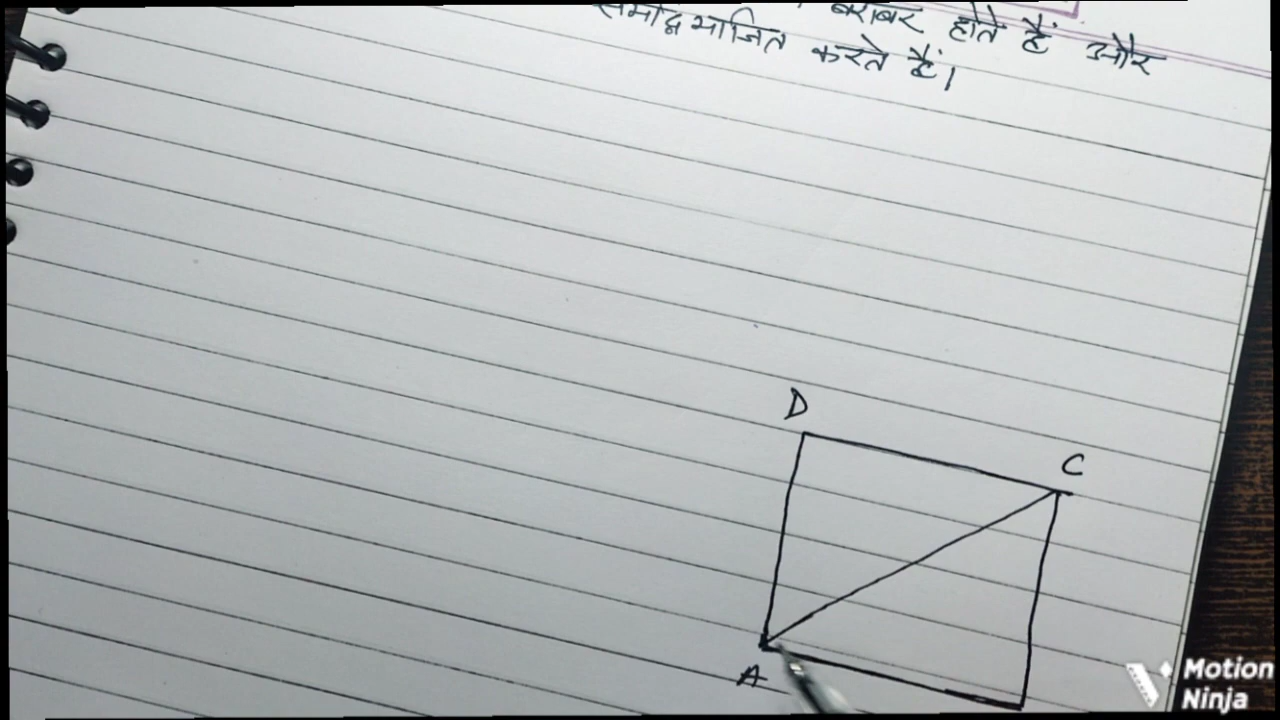 बराबर होते हैं और
समद्विभाजित करते हैं।
D
C
A
Motion
Ninja